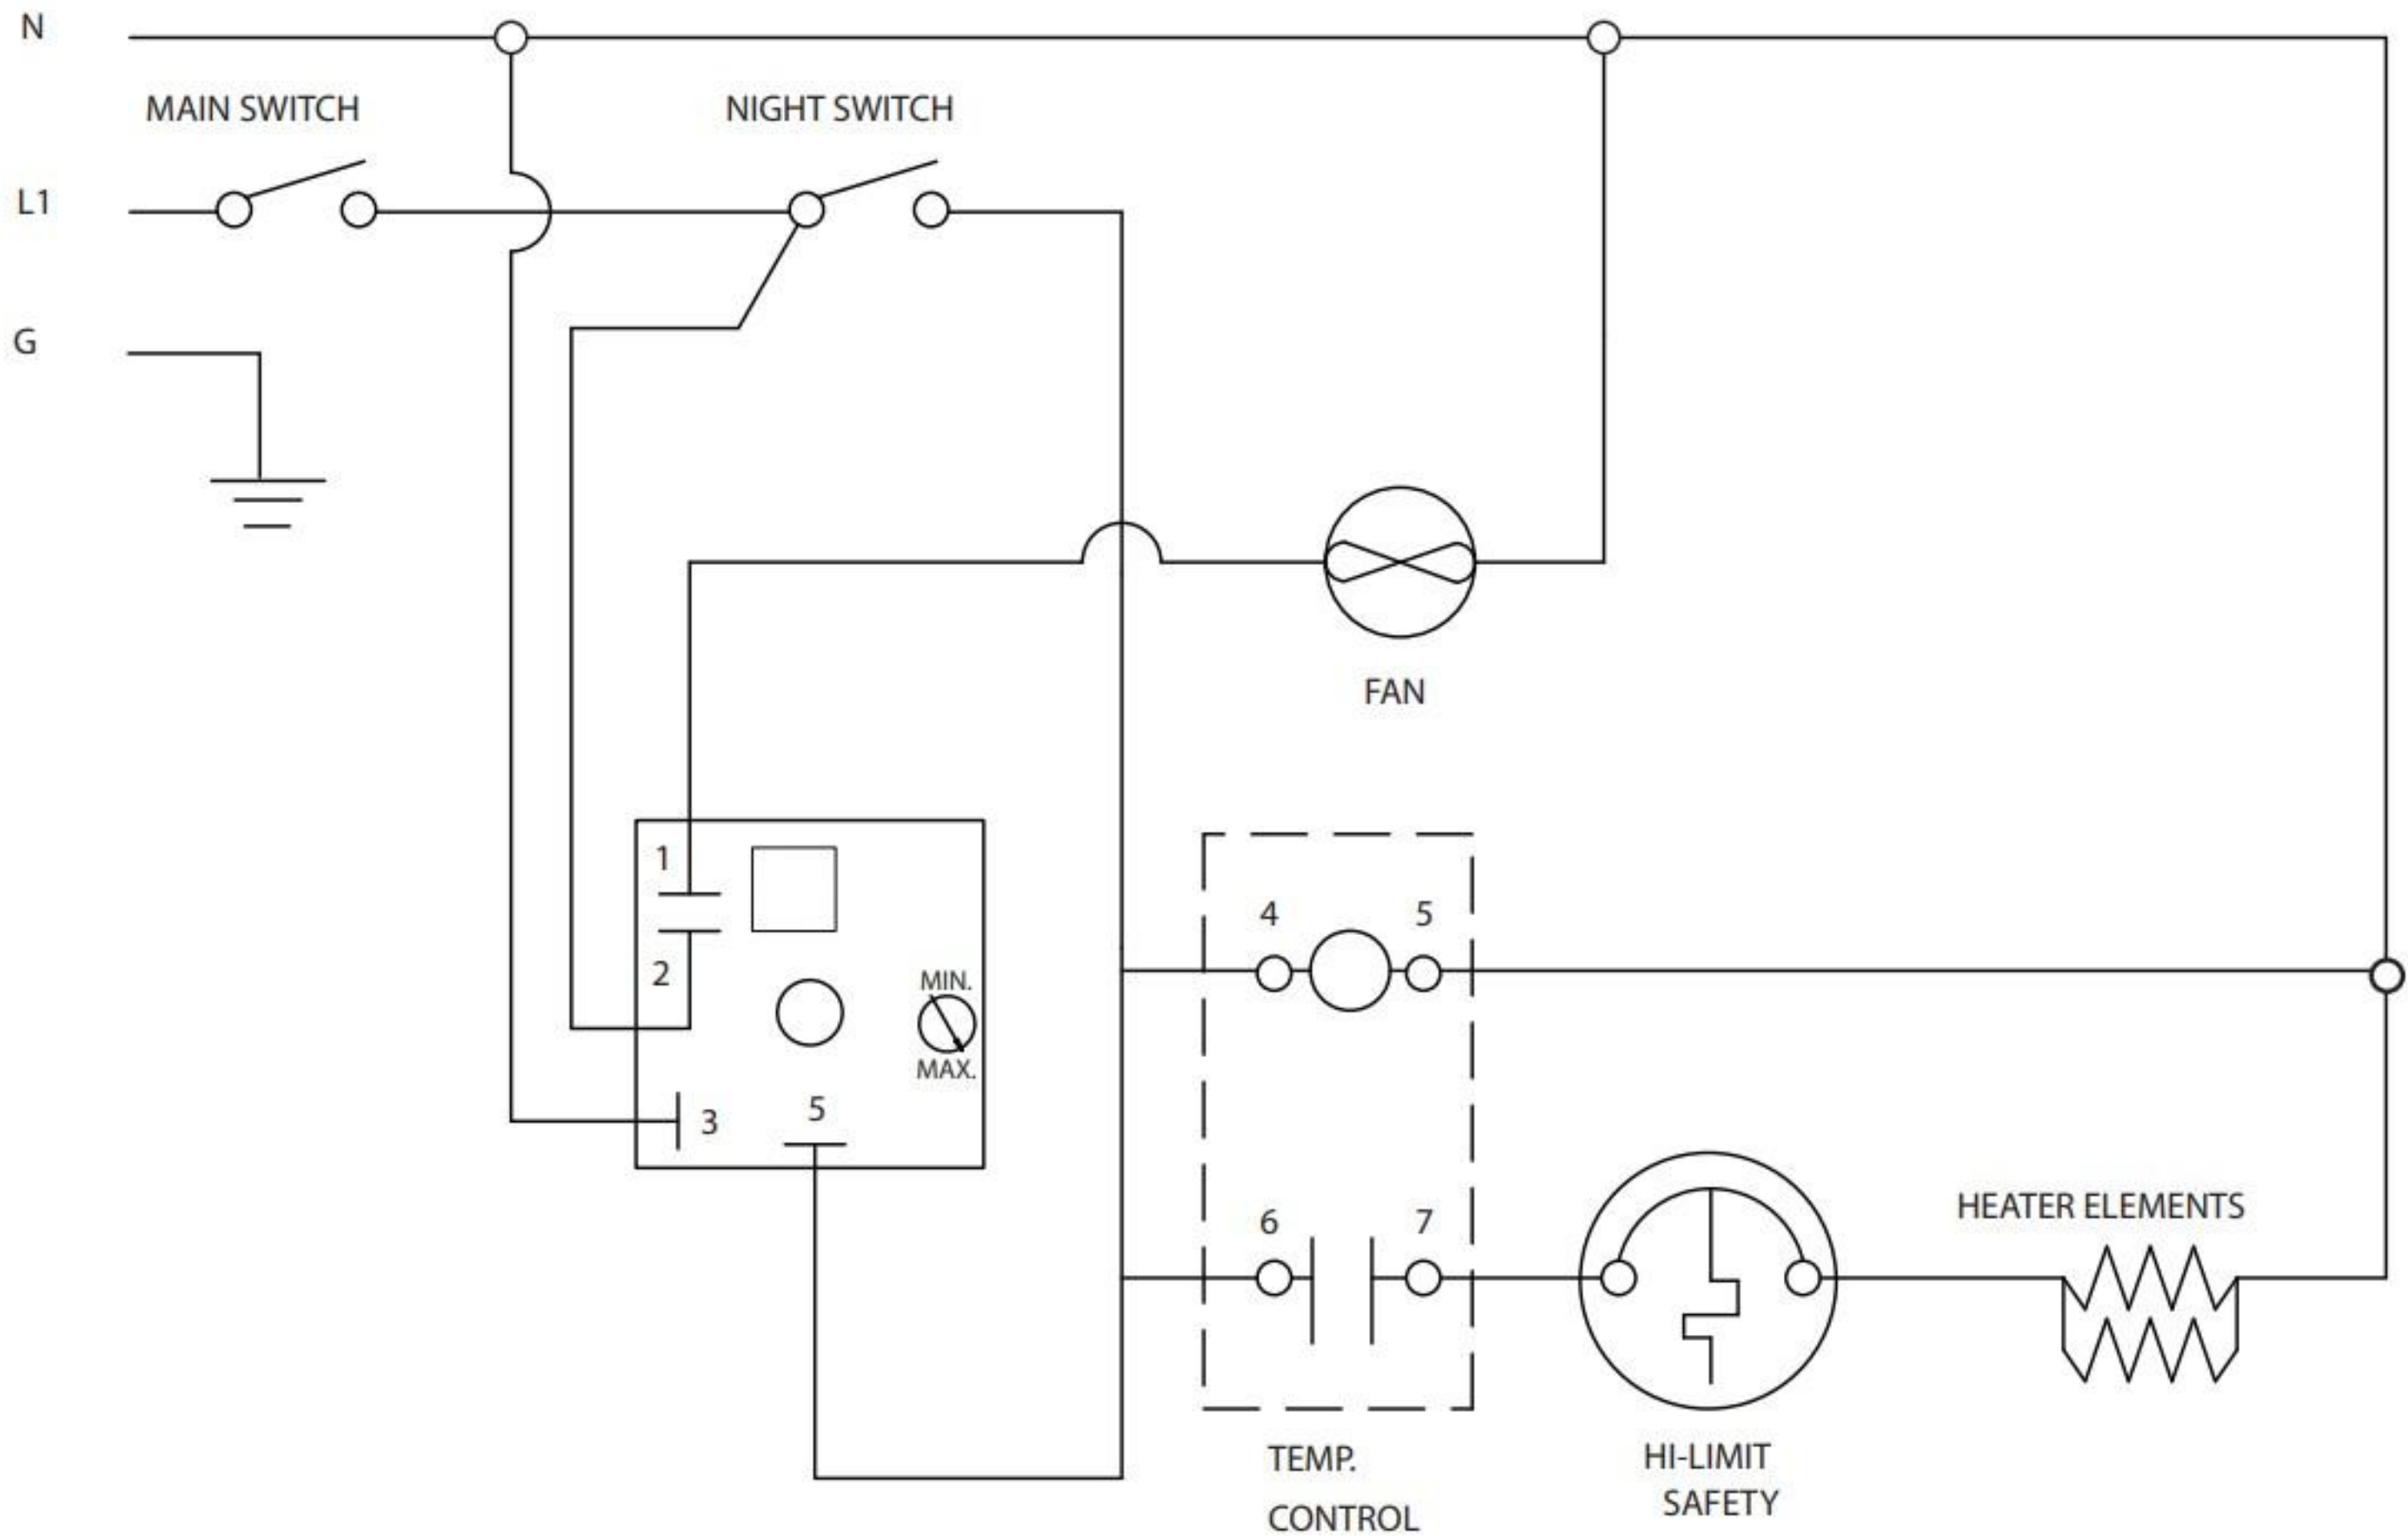 N
MAIN SWITCH
NIGHT SWITCH
L1
G
FAN
1
2
MIN.
MAX.
3
5
4
5
6
7
HEATER ELEMENTS
TEMP.
CONTROL
HI-LIMIT
SAFETY